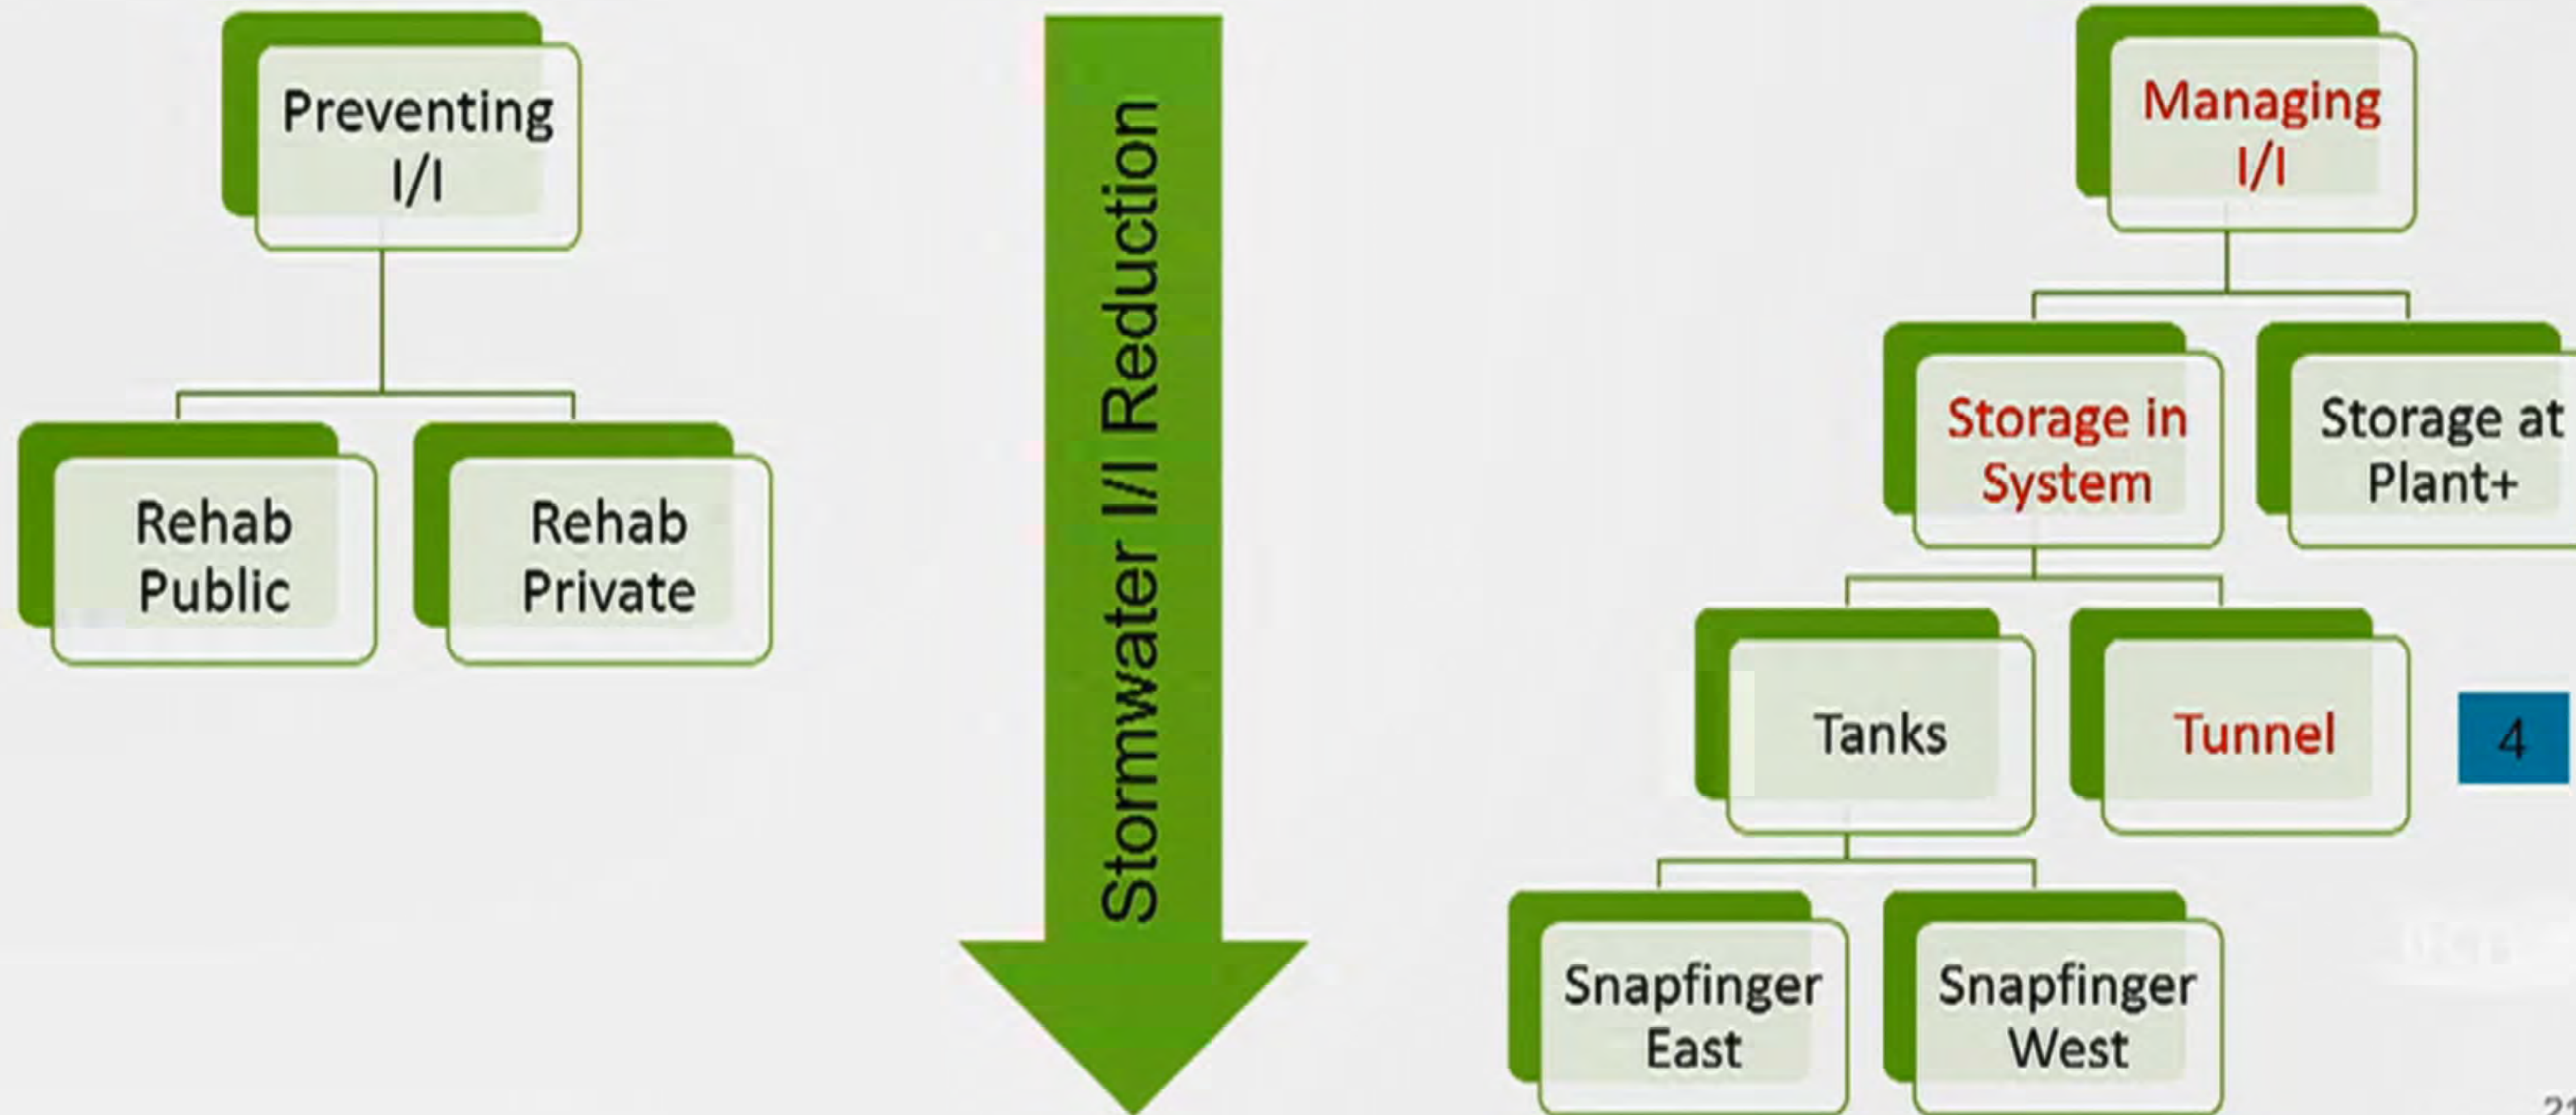 Preventing
I/I
Rehab
Public
Rehab
Private
Stormwater I/I Reduction
Managing
I/I
Storage in
System
Storage at
Plant+
Tanks
Tunnel
4
Snapfinger
East
Snapfinger
West
21